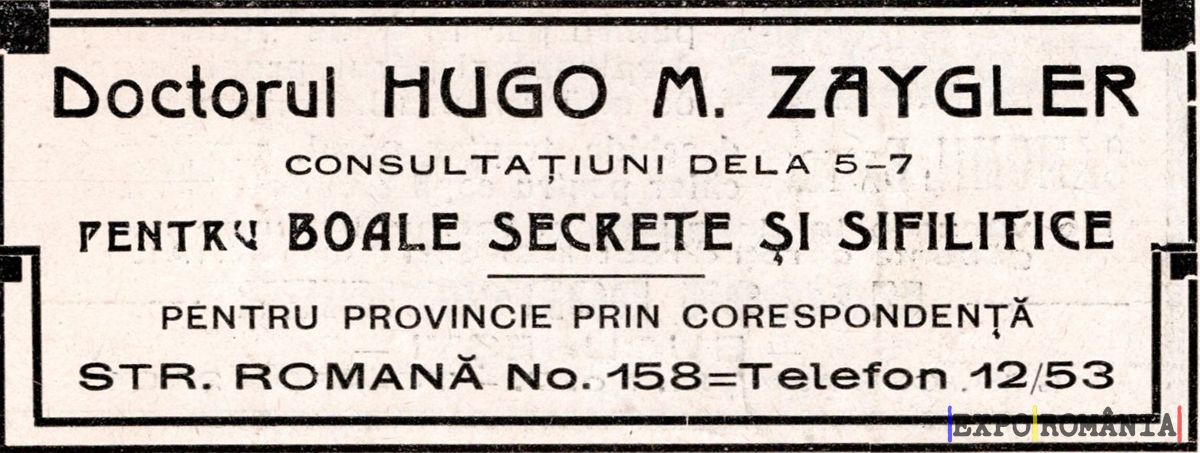 Doctorul HUGO M. ZAYGLER
CONSULTAȚIUNI DELA 5-7
PENTRU BOALE SECRETE ȘI SIFILITICE
PENTRU PROVINCIE PRIN CORESPONDENȚĂ
STR. ROMANĂ No. 158=Telefon 12/53
|EXPO|ROMÂNIA|